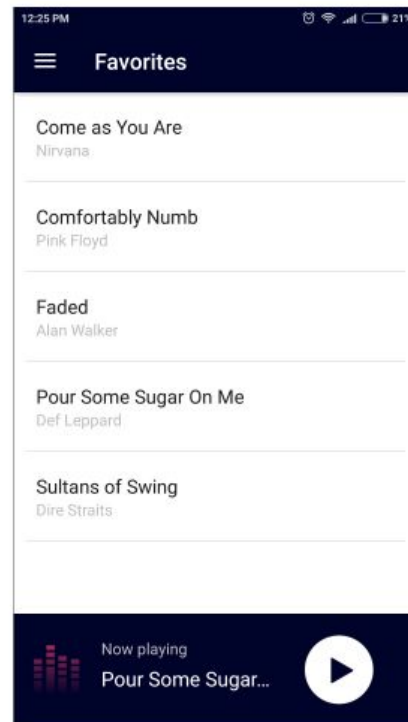 12:25 PM 21%
Favorites
Come as You Are
Nirvana
Comfortably Numb
Pink Floyd
Faded
Alan Walker
Pour Some Sugar On Me
Def Leppard
Sultans of Swing
Dire Straits
Now playing
Pour Some Sugar...